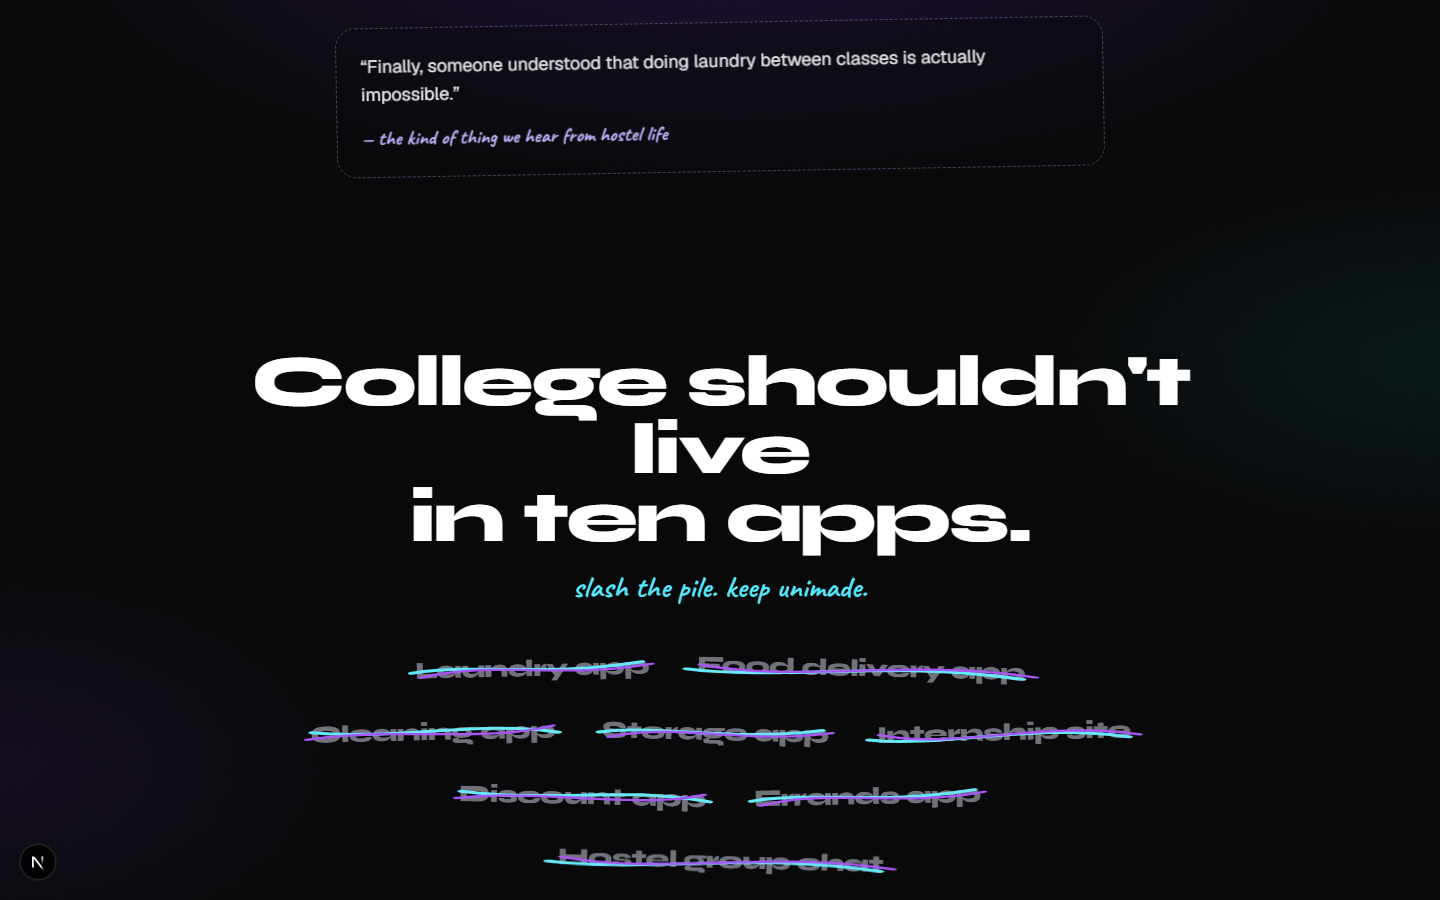 “Finally, someone understood that doing laundry between classes is actually
impossible.”
— the kind of thing we hear from hostel life
College shouldn't
live
in ten apps.
slash the pile. keep unimade.
Laundry app Food delivery app
Cleaning app Storage app Internship site
Discount app Errands app
Hostel group chat
N